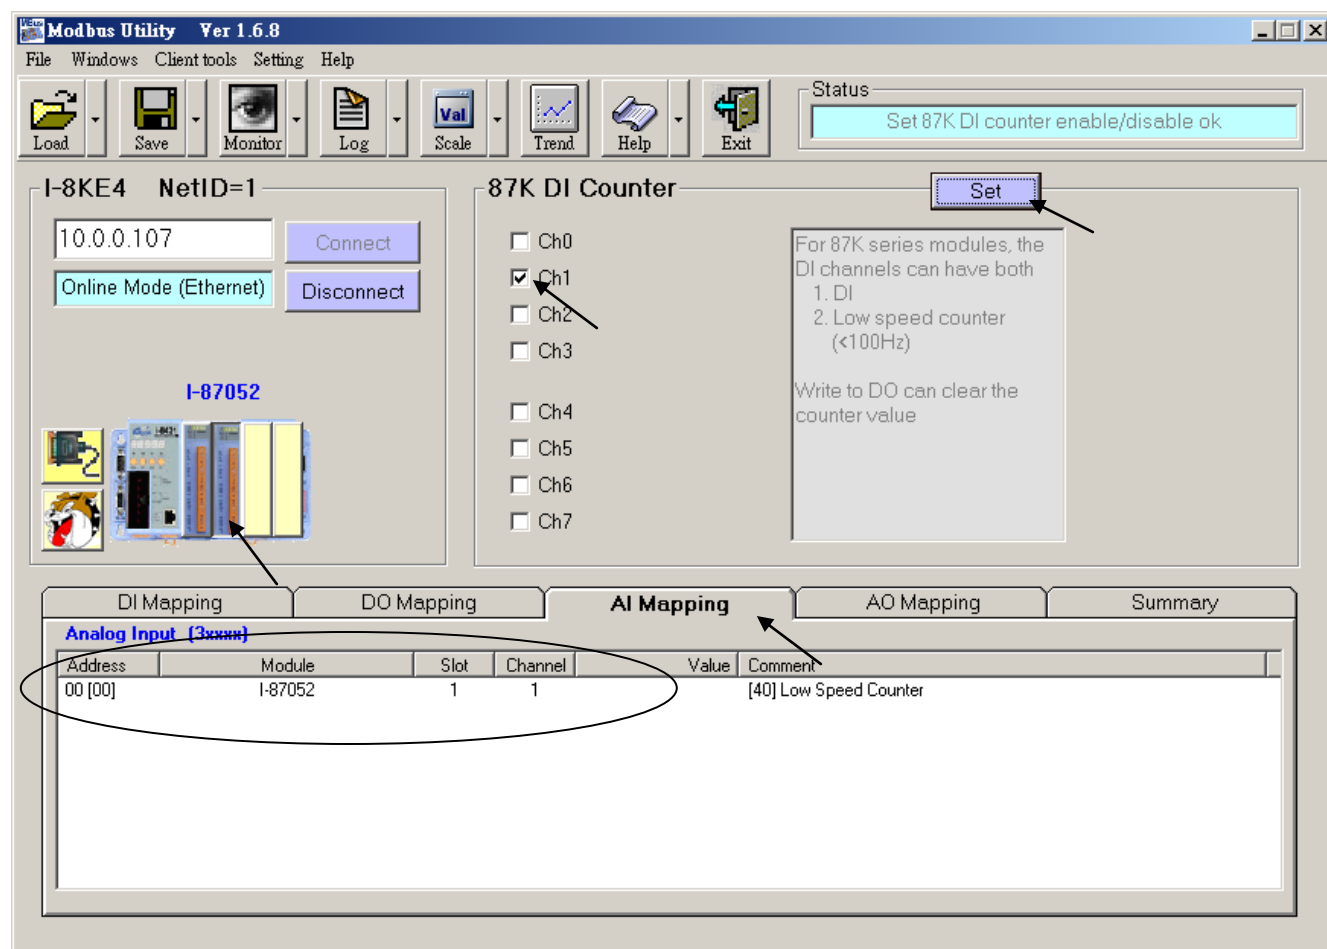 Modbus Utility Ver 1.6.8
File Windows Client tools Setting Help
Load Save Monitor Log Val Scale Trend Help Exit
Status
Set 87K DI counter enable/disable ok
I-8KE4 NetID=1
10.0.0.107 Connect
Online Mode (Ethernet) Disconnect
I-87052
87K DI Counter Set
Ch0
Ch1
Ch2
Ch3
Ch4
Ch5
Ch6
Ch7
For 87K series modules, the
DI channels can have both
1. DI
2. Low speed counter
(<100Hz)
Write to DO can clear the
counter value
DI Mapping DO Mapping AI Mapping AO Mapping Summary
Analog Input (3xxxx)
Address Module Slot Channel Value Comment
00 [00] I-87052 1 1 [40] Low Speed Counter